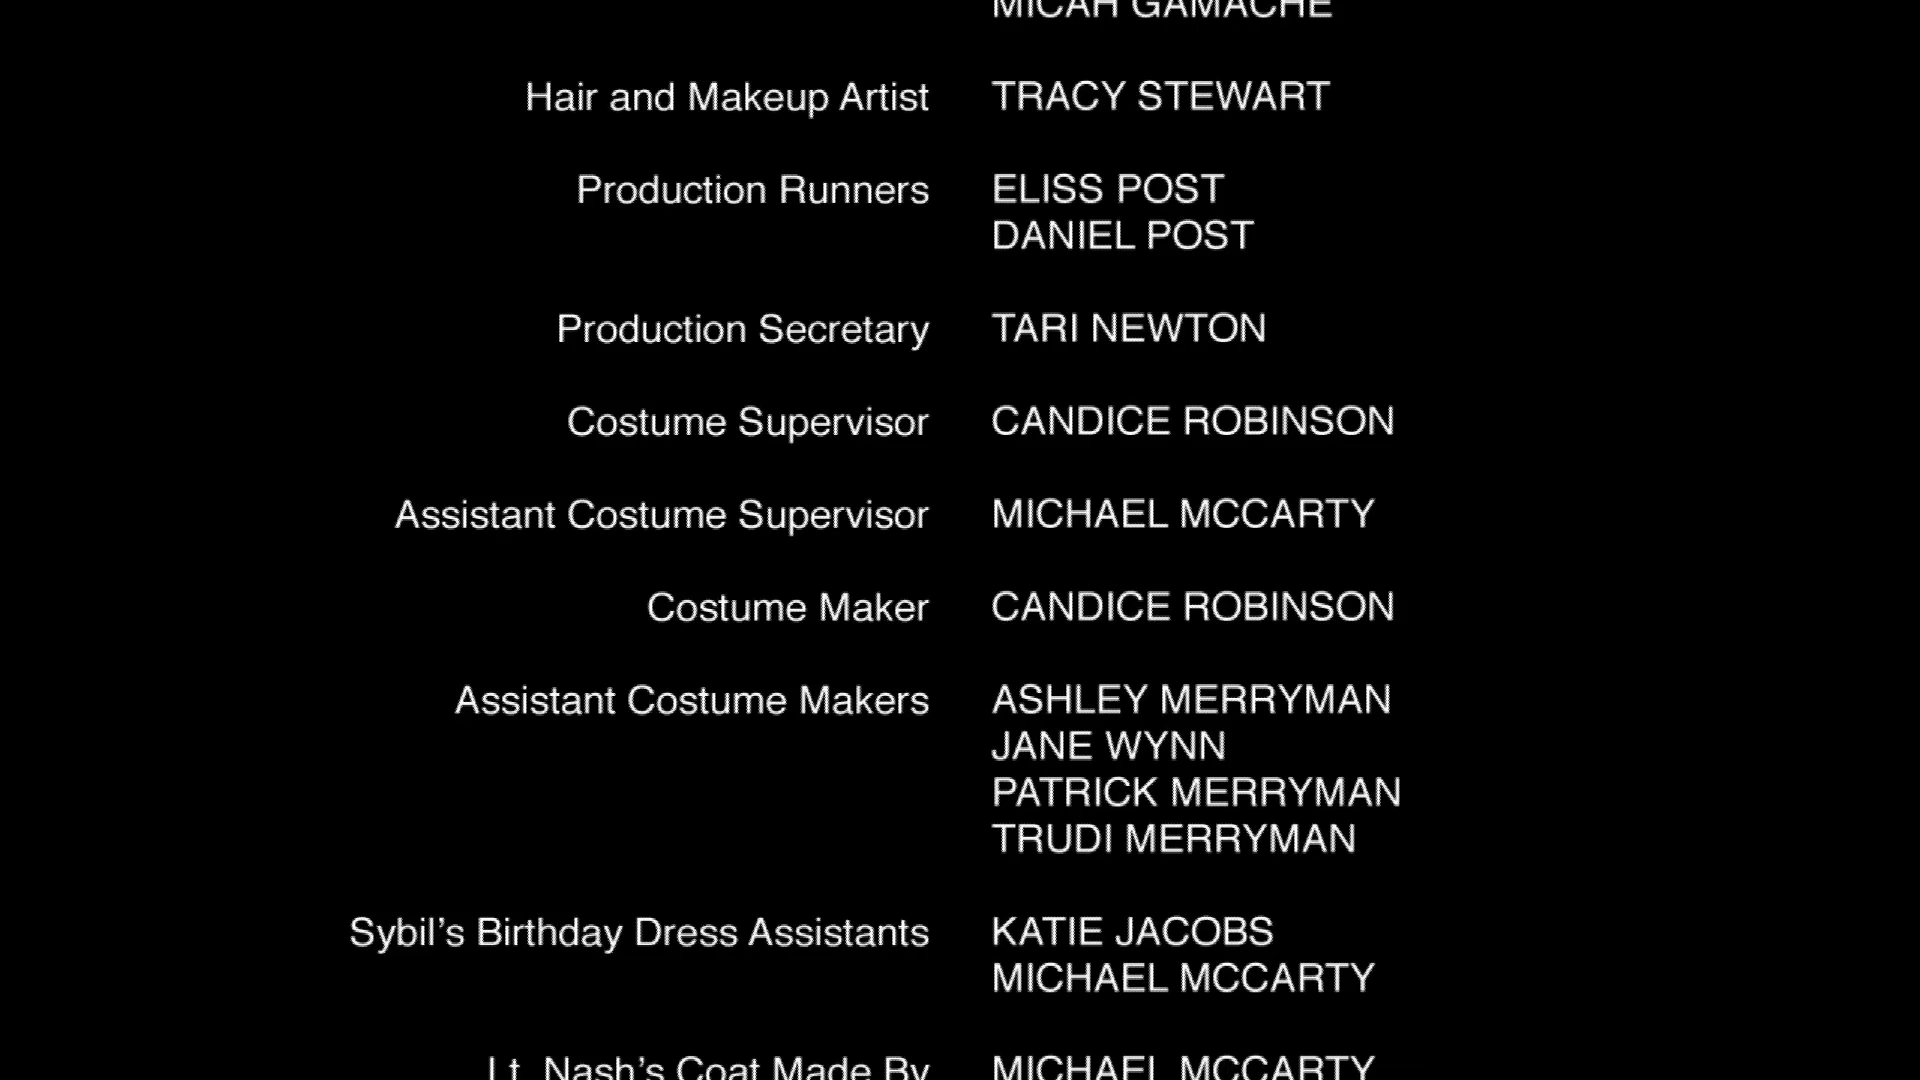 MICAH GAMACHE
Hair and Makeup Artist TRACY STEWART
Production Runners ELISS POST
DANIEL POST
Production Secretary TARI NEWTON
Costume Supervisor CANDICE ROBINSON
Assistant Costume Supervisor MICHAEL MCCARTY
Costume Maker CANDICE ROBINSON
Assistant Costume Makers ASHLEY MERRYMAN
JANE WYNN
PATRICK MERRYMAN
TRUDI MERRYMAN
Sybil’s Birthday Dress Assistants KATIE JACOBS
MICHAEL MCCARTY
Lt. Nash’s Coat Made By MICHAEL MCCARTY